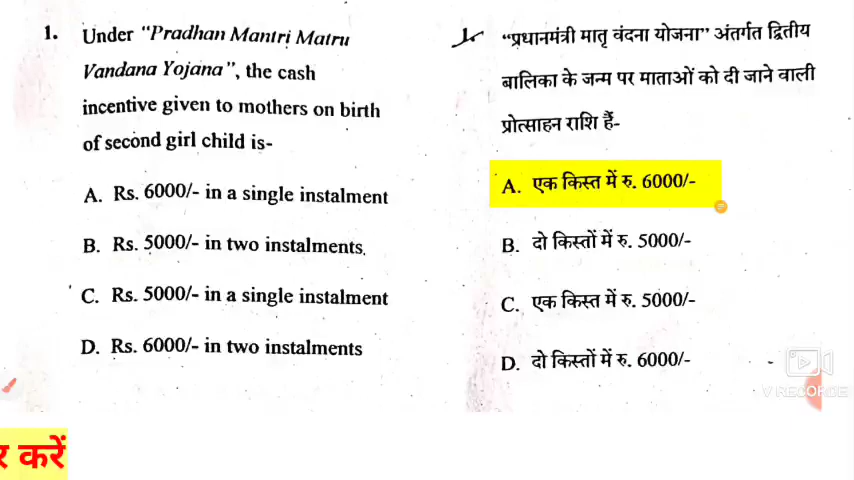 1. Under "Pradhan Mantri Matru
Vandana Yojana", the cash
incentive given to mothers on birth
of second girl child is-
A. Rs. 6000/- in a single instalment
B. Rs. 5000/- in two instalments.
C. Rs. 5000/- in a single instalment
D. Rs. 6000/- in two instalments
1. "प्रधानमंत्री मातृ वंदना योजना" अंतर्गत द्वितीय
बालिका के जन्म पर माताओं को दी जाने वाली
प्रोत्साहन राशि हैं-
A. एक किस्त में रु. 6000/-
B. दो किस्तों में रु. 5000/-
C. एक किस्त में रु. 5000/-
D. दो किस्तों में रु. 6000/-
V RECORDER
र करें